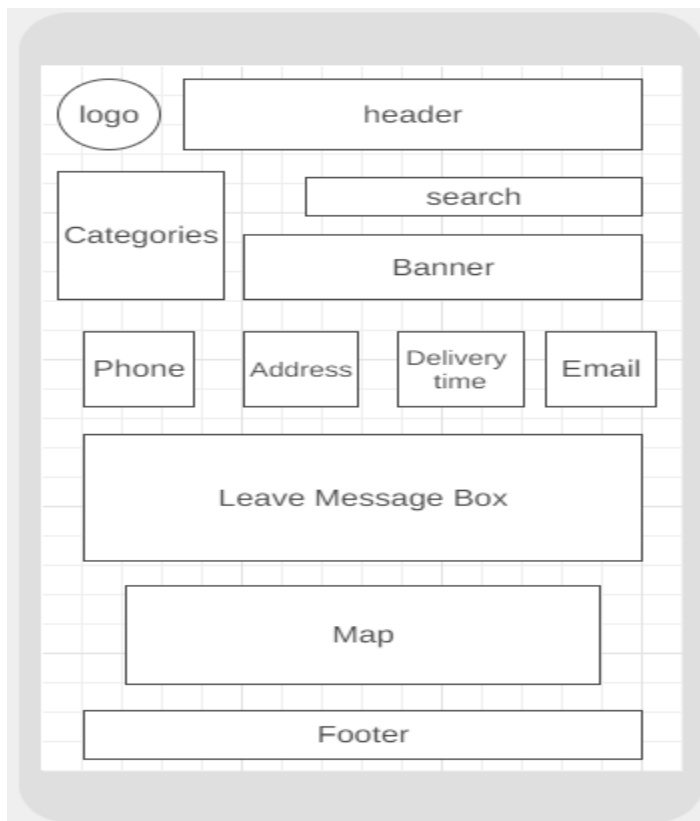 logo
header
Categories
search
Banner
Phone
Address
Delivery
time
Email
Leave Message Box
Map
Footer